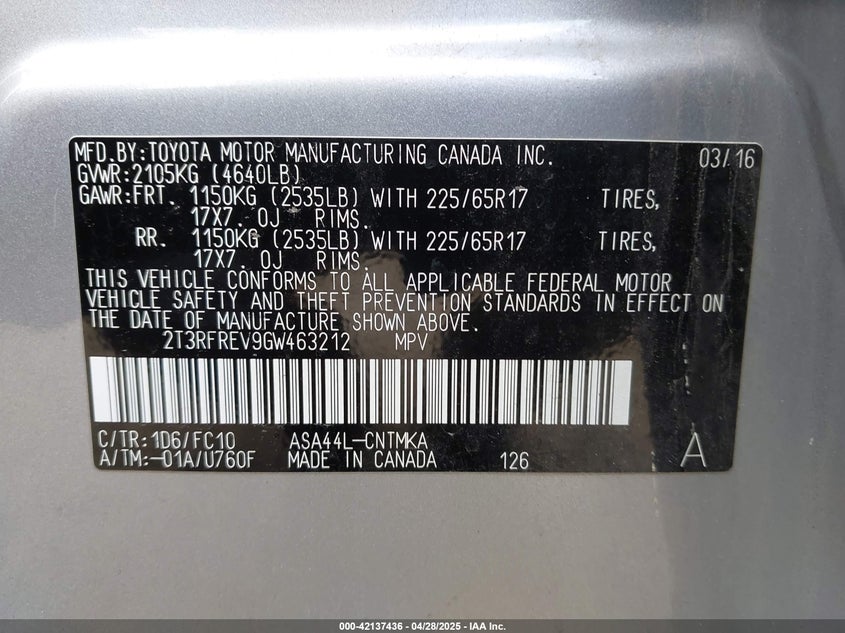 MFD.BY:TOYOTA MOTOR MANUFACTURING CANADA INC. 03/16
GVWR:2105KG (4640LB)
GAWR:FRT. 1150KG (2535LB) WITH 225/65R17 TIRES,
17X7.0J RIMS.
RR. 1150KG (2535LB) WITH 225/65R17 TIRES,
17X7.0J RIMS.
THIS VEHICLE CONFORMS TO ALL APPLICABLE FEDERAL MOTOR
VEHICLE SAFETY AND THEFT PREVENTION STANDARDS IN EFFECT ON
THE DATE OF MANUFACTURE SHOWN ABOVE.
2T3RFREV9GW463212 MPV
C/TR:1D6/FC10 ASA44L-CNTMKA
A/TM:-01A/U760F MADE IN CANADA 126 A
000-42137436 - 04/28/2025 - IAA Inc.